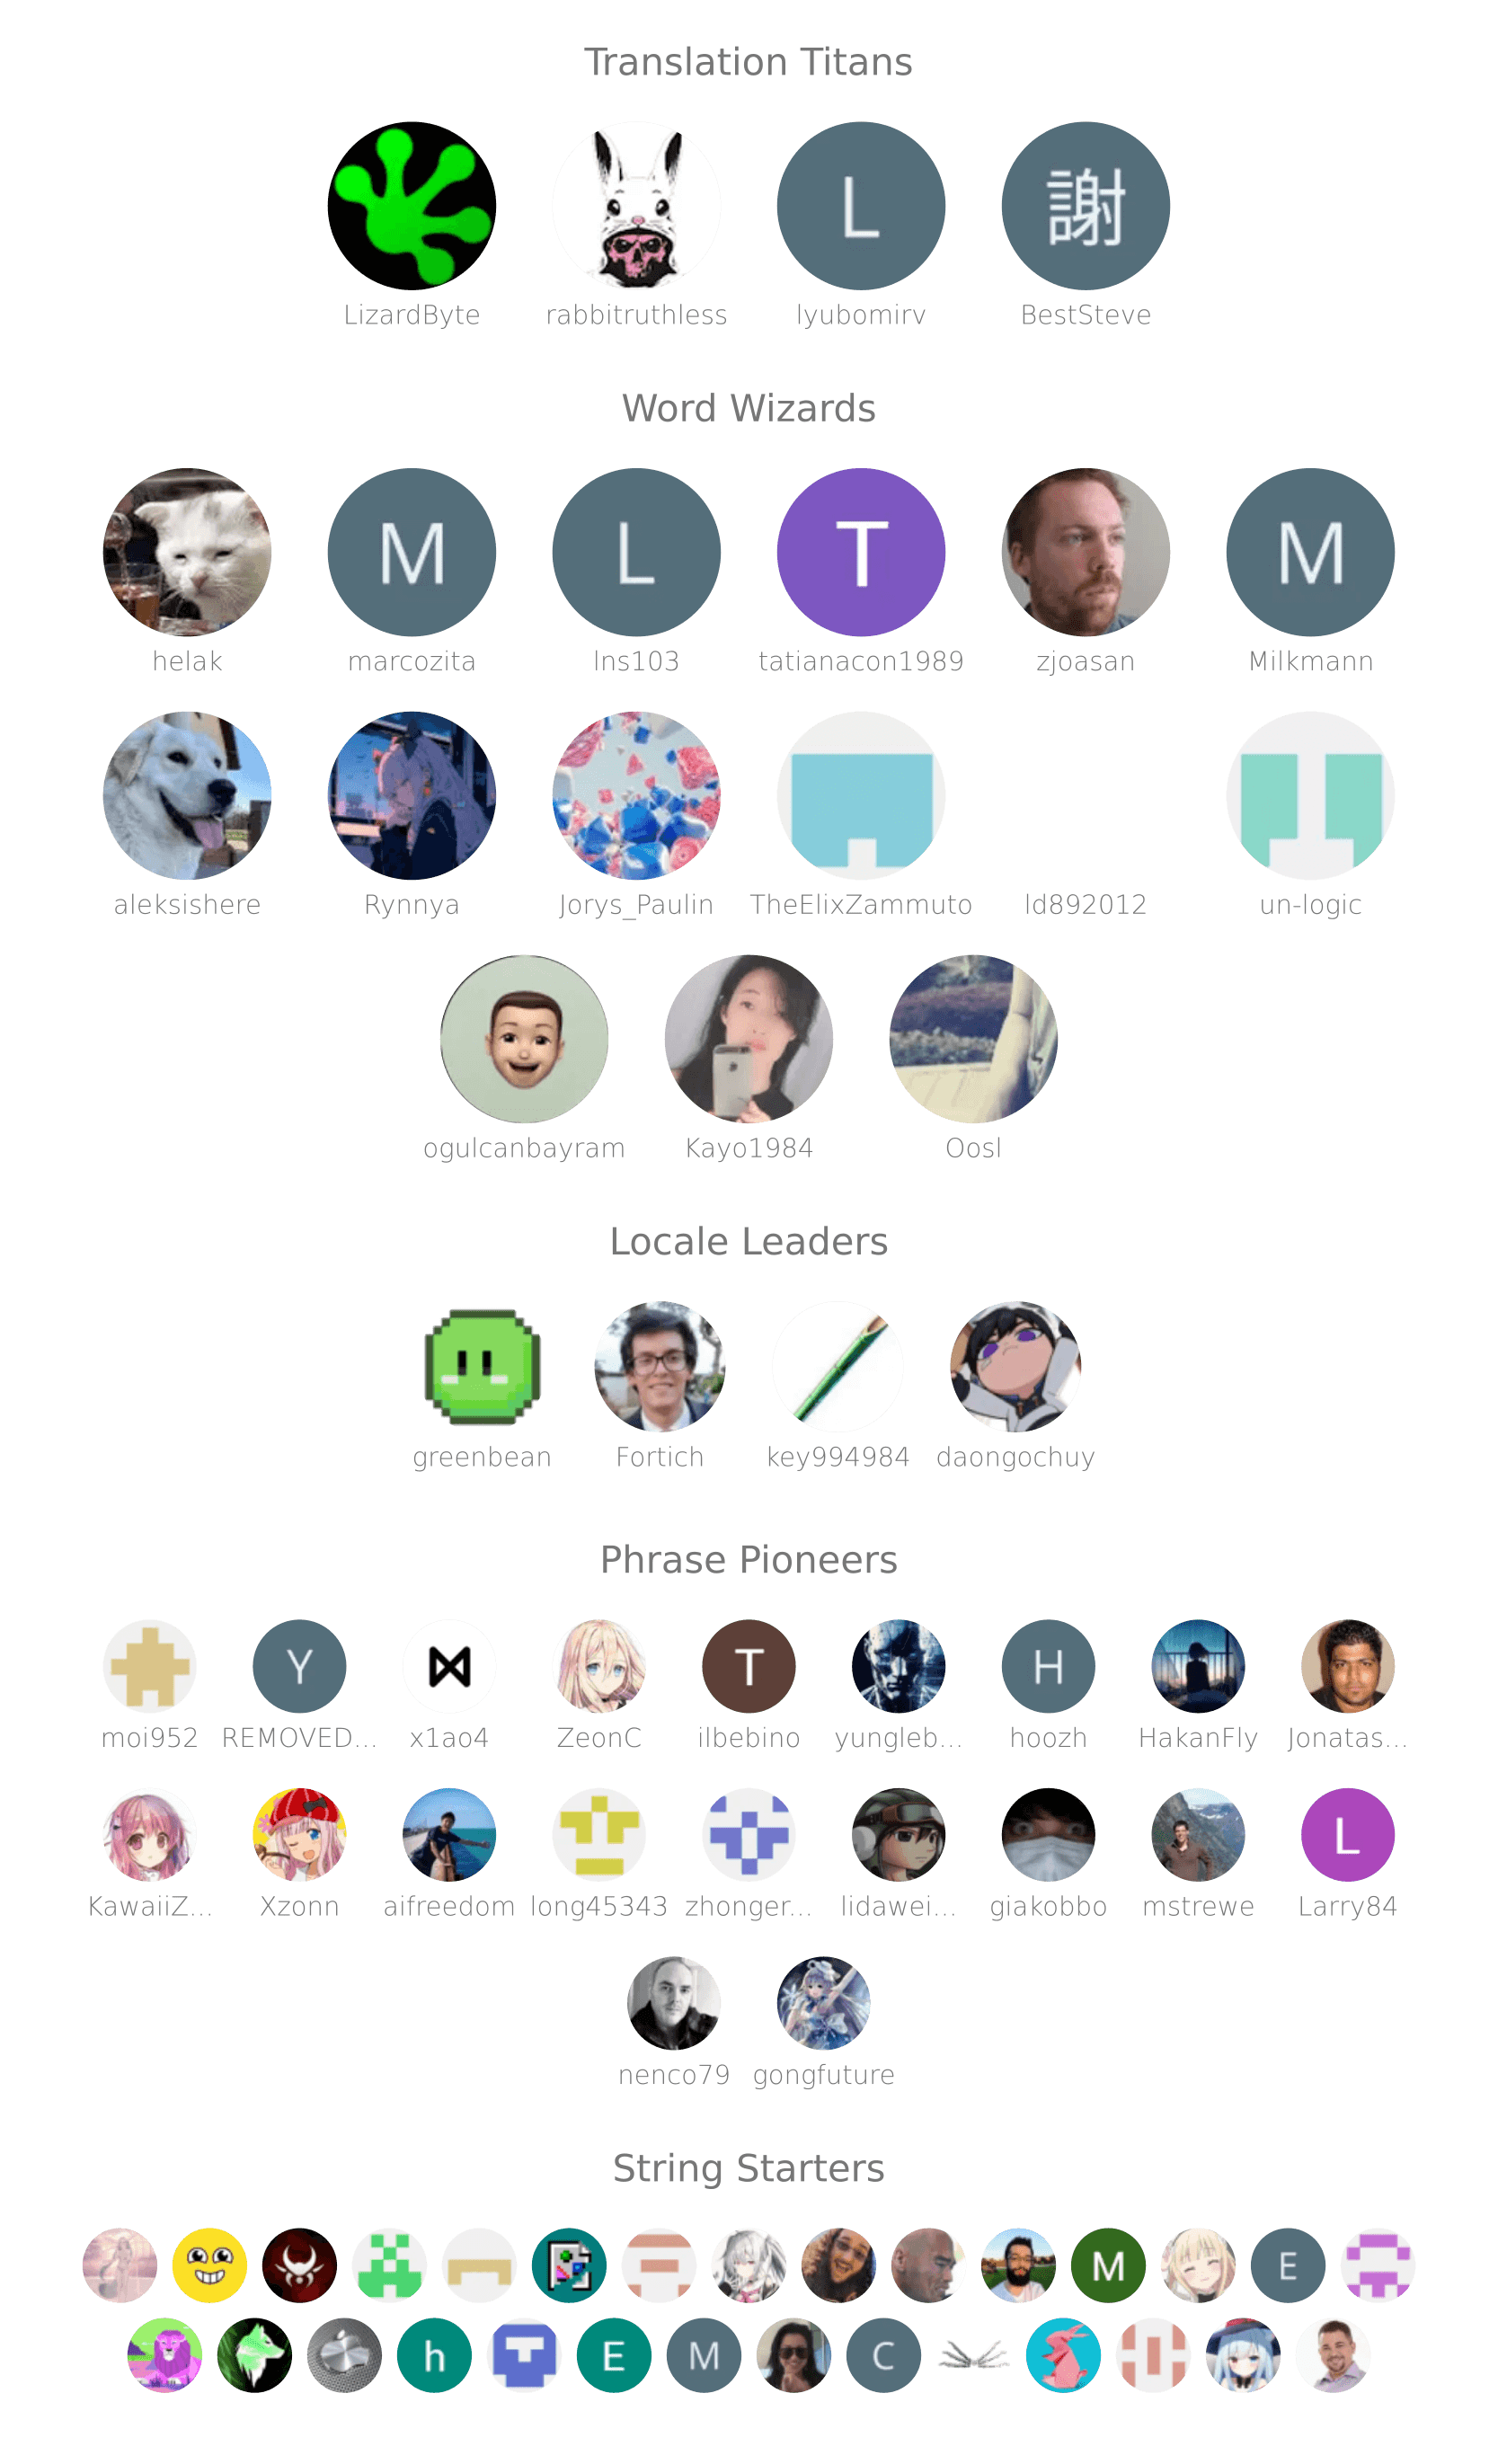 Translation Titans
L 謝
LizardByte rabbitruthless lyubomirv BestSteve
Word Wizards
M L T M
helak marcozita lns103 tatianacon1989 zjoasan Milkmann
aleksishere Rynnya Jorys_Paulin TheElixZammuto ld892012 un-logic
ogulcanbayram Kayo1984 Oosl
Locale Leaders
greenbean Fortich key994984 daongochuy
Phrase Pioneers
Y T H
moi952 REMOVED... x1ao4 ZeonC ilbebino yungleb... hoozh HakanFly Jonatas...
L
KawaiiZ... Xzonn aifreedom long45343 zhonger... lidawei... giakobbo mstrewe Larry84
nenco79 gongfuture
String Starters
M E
h E M C